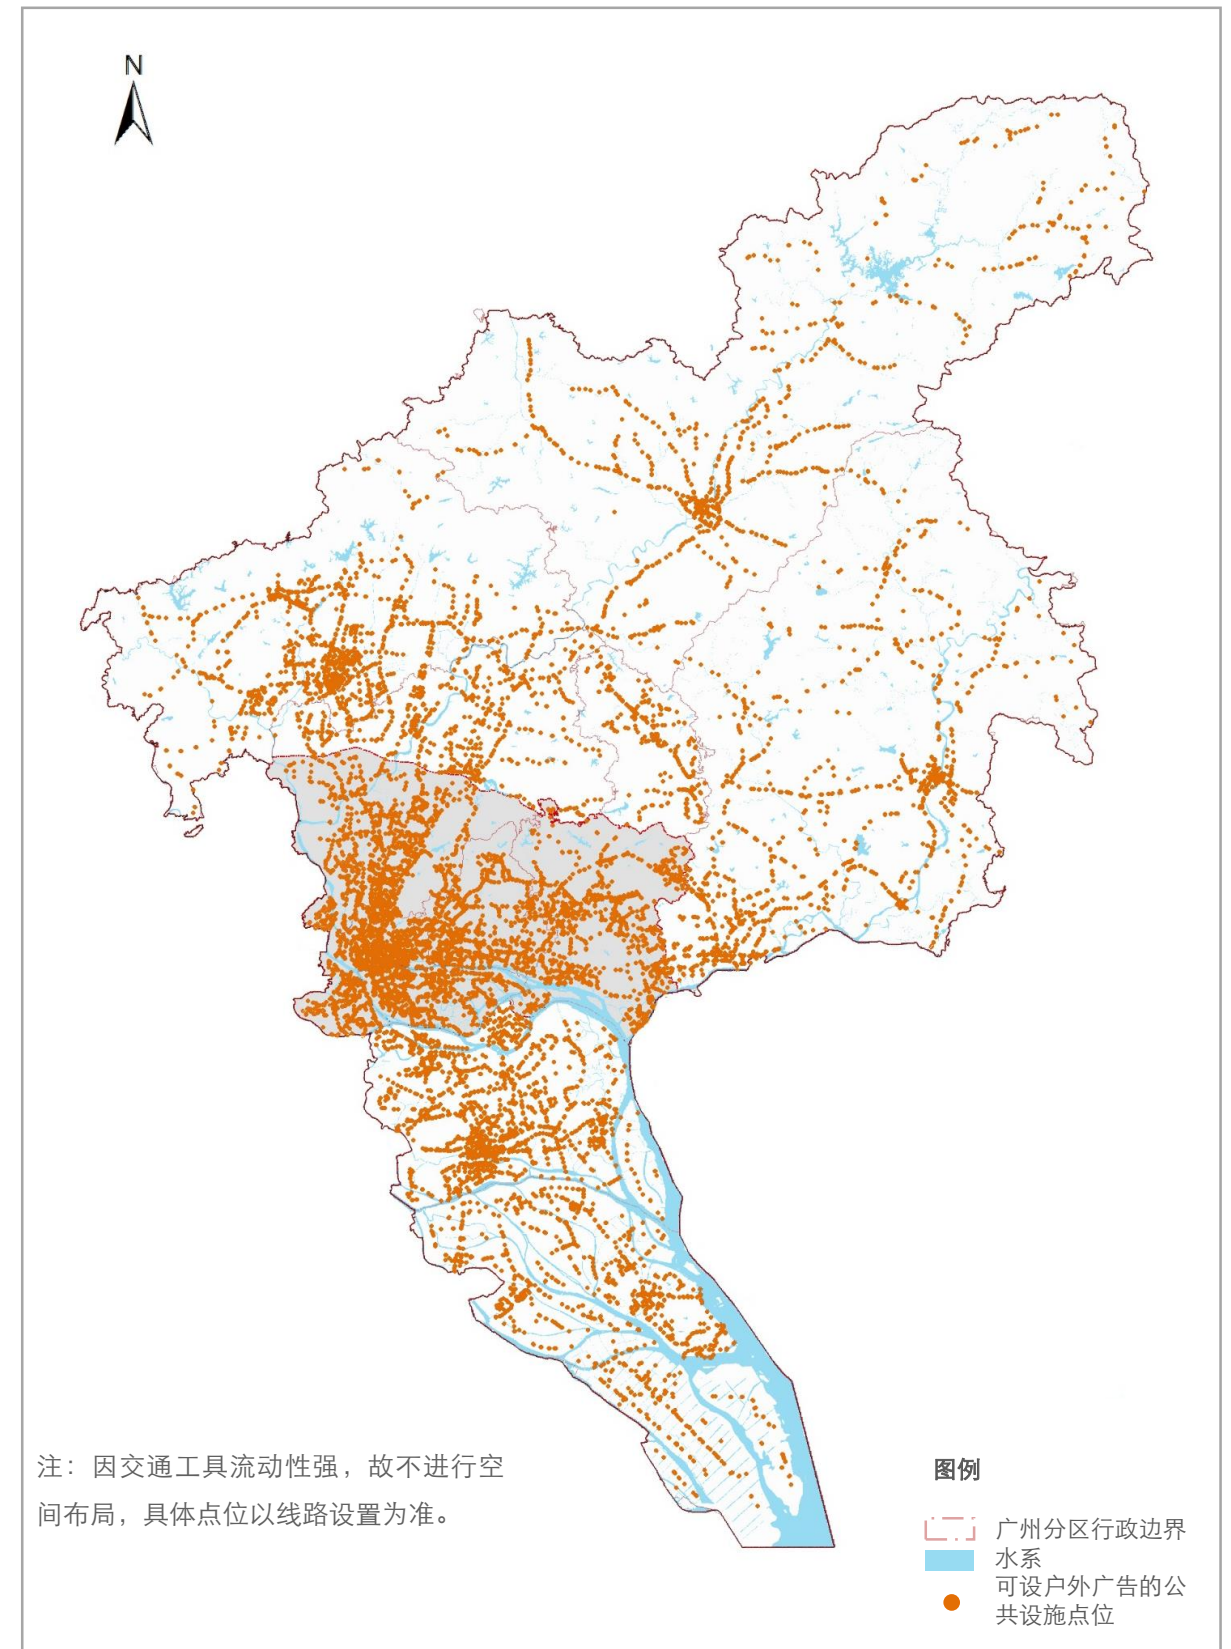 N
注：因交通工具流动性强，故不进行空
间布局，具体点位以线路设置为准。
图例
广州分区行政边界
水系
可设户外广告的公
共设施点位